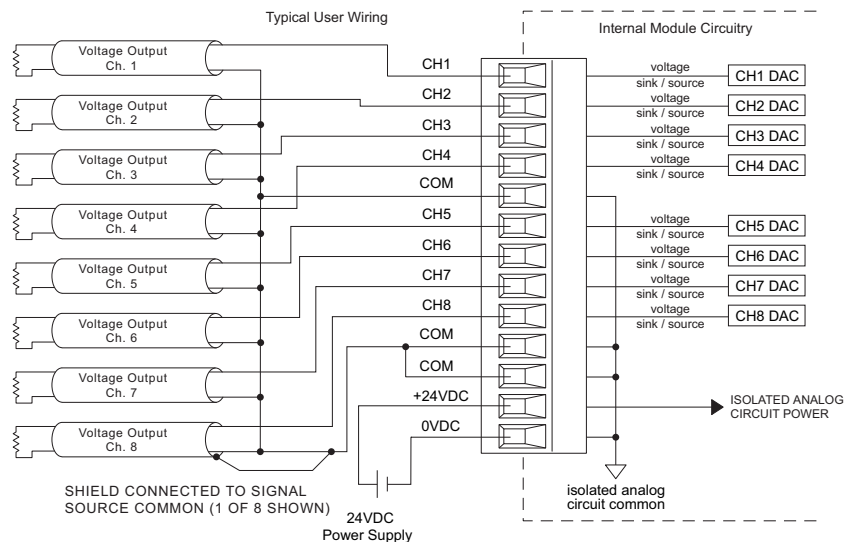 Typical User Wiring
Internal Module Circuitry
Voltage Output
Ch. 1
Voltage Output
Ch. 2
Voltage Output
Ch. 3
Voltage Output
Ch. 4
Voltage Output
Ch. 5
Voltage Output
Ch. 6
Voltage Output
Ch. 7
Voltage Output
Ch. 8
SHIELD CONNECTED TO SIGNAL
SOURCE COMMON (1 OF 8 SHOWN)
24VDC
Power Supply
CH1
CH2
CH3
CH4
COM
CH5
CH6
CH7
CH8
COM
COM
+24VDC
0VDC
voltage
sink / source
CH1 DAC
voltage
sink / source
CH2 DAC
voltage
sink / source
CH3 DAC
voltage
sink / source
CH4 DAC
voltage
sink / source
CH5 DAC
voltage
sink / source
CH6 DAC
voltage
sink / source
CH7 DAC
voltage
sink / source
CH8 DAC
ISOLATED ANALOG
CIRCUIT POWER
isolated analog
circuit common